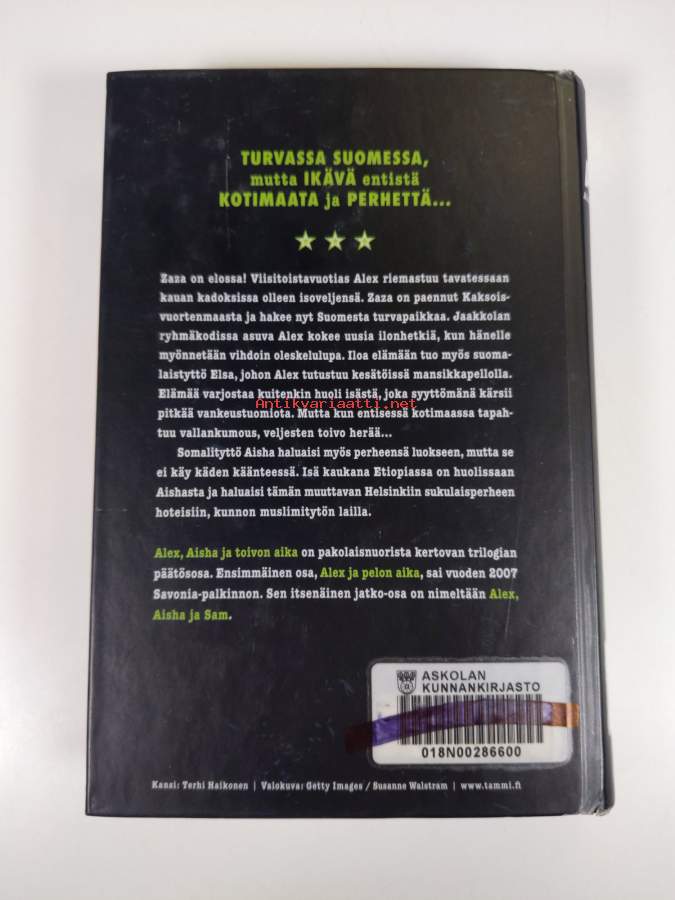 TURVASSA SUOMESSA,
mutta IKÄVÄ entistä
KOTIMAATA ja PERHETTÄ...
Zaza on elossa! Viisitoistavuotias Alex riemastuu tavatessaan
kauan kadoksissa olleen isoveljensä. Zaza on paennut Kaksois-
vuortenmaasta ja hakee nyt Suomesta turvapaikkaa. Jaakkolan
ryhmäkodissa asuva Alex kokee uusia ilonhetkiä, kun hänelle
myönnetään vihdoin oleskelulupa. Iloa elämään tuo myös suoma-
laistyttö Elsa, johon Alex tutustuu kesätöissä mansikkapellolla.
Elämää varjostaa kuitenkin huoli isästä, joka syyttömänä kärsii
pitkää vankeustuomiota. Mutta kun entisessä kotimaassa tapah-
tuu vallankumous, veljesten toivo herää...
Somalityttö Aisha haluaisi myös perheensä luokseen, mutta se
ei käy käden käänteessä. Isä kaukana Etiopiassa on huolissaan
Aishasta ja haluaisi tämän muuttavan Helsinkiin sukulaisperheen
hoteisiin, kunnon muslimitytön lailla.
Alex, Aisha ja toivon aika on pakolaisnuorista kertovan trilogian
päätösosa. Ensimmäinen osa, Alex ja pelon aika, sai vuoden 2007
Savonia-palkinnon. Sen itsenäinen jatko-osa on nimeltään Alex,
Aisha ja Sam.
ASKOLAN
KUNNANKIRJASTO
018N00286600
Kansi: Terhi Haikonen | Valokuva: Getty Images / Susanne Walstram | www.tammi.fi
Antikvariaatti.net